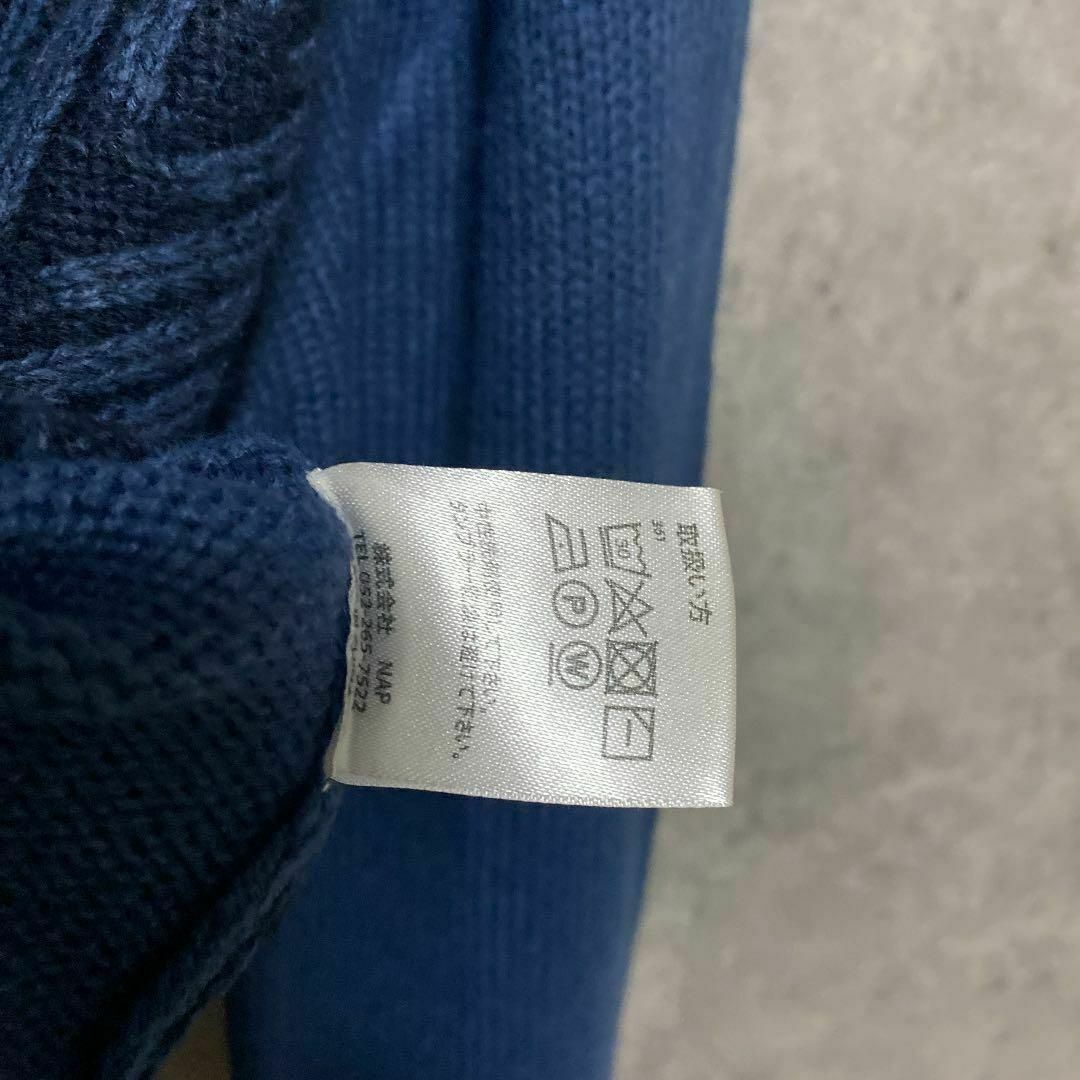 取扱い方
367
30
P W
中性洗剤を使用して下さい。
タンブラー乾燥は避けて下さい。
株式会社 NAP
TEL 052-265-7522